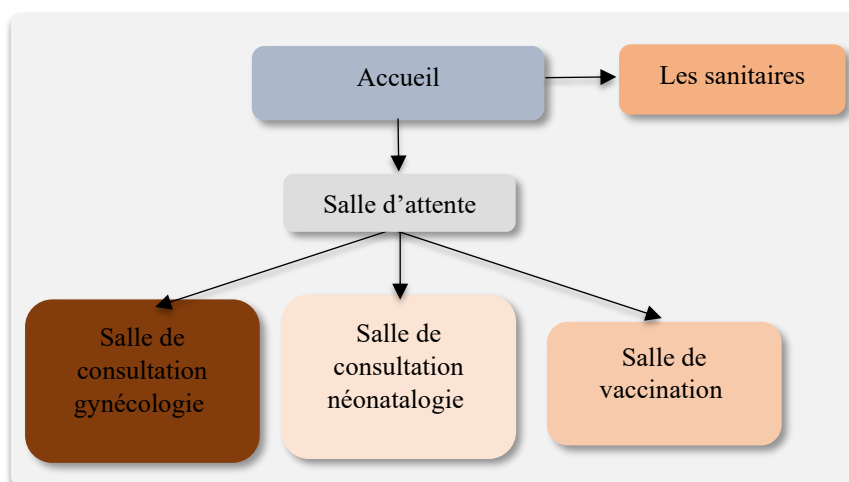 Accueil
Les sanitaires
Salle d’attente
Salle de
consultation
gynécologie
Salle de
consultation
néonatalogie
Salle de
vaccination